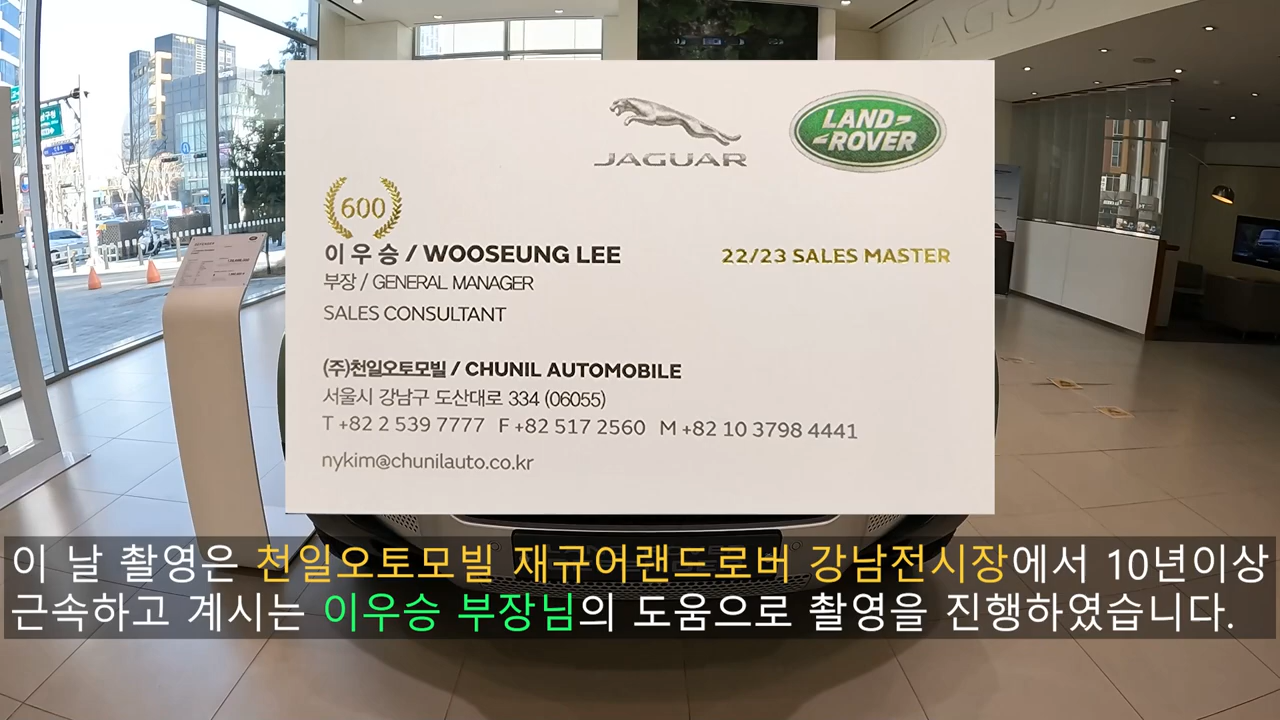 JAGUAR
LAND-
-ROVER
600
이 우 승 / WOOSEUNG LEE
22/23 SALES MASTER
부장 / GENERAL MANAGER
SALES CONSULTANT
(주)천일오토모빌 / CHUNIL AUTOMOBILE
서울시 강남구 도산대로 334 (06055)
T +82 2 539 7777 F +82 517 2560 M +82 10 3798 4441
nykim@chunilauto.co.kr
이 날 촬영은 천일오토모빌 재규어랜드로버 강남전시장에서 10년이상
근속하고 계시는 이우승 부장님의 도움으로 촬영을 진행하였습니다.